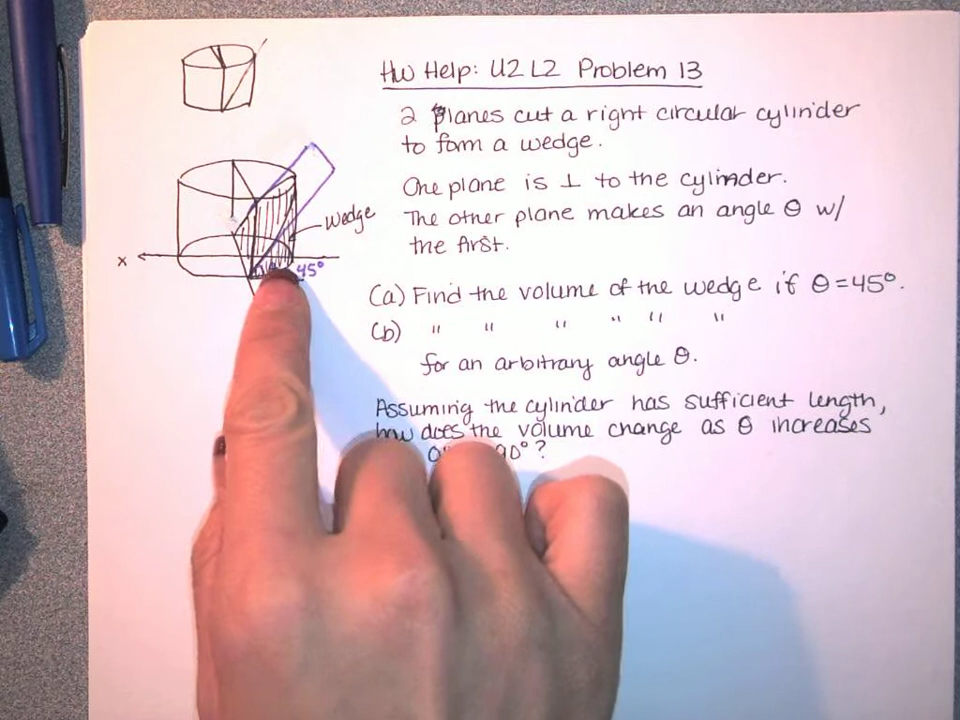 HW Help: U2 L2 Problem 13
2 planes cut a right circular cylinder
to form a wedge.
One plane is ⊥ to the cylinder.
The other plane makes an angle θ w/
the first.
wedge
x
45°
(a) Find the volume of the wedge if θ=45°.
(b) " " " " " "
for an arbitrary angle θ.
Assuming the cylinder has sufficient length,
how does the volume change as θ increases
90°?